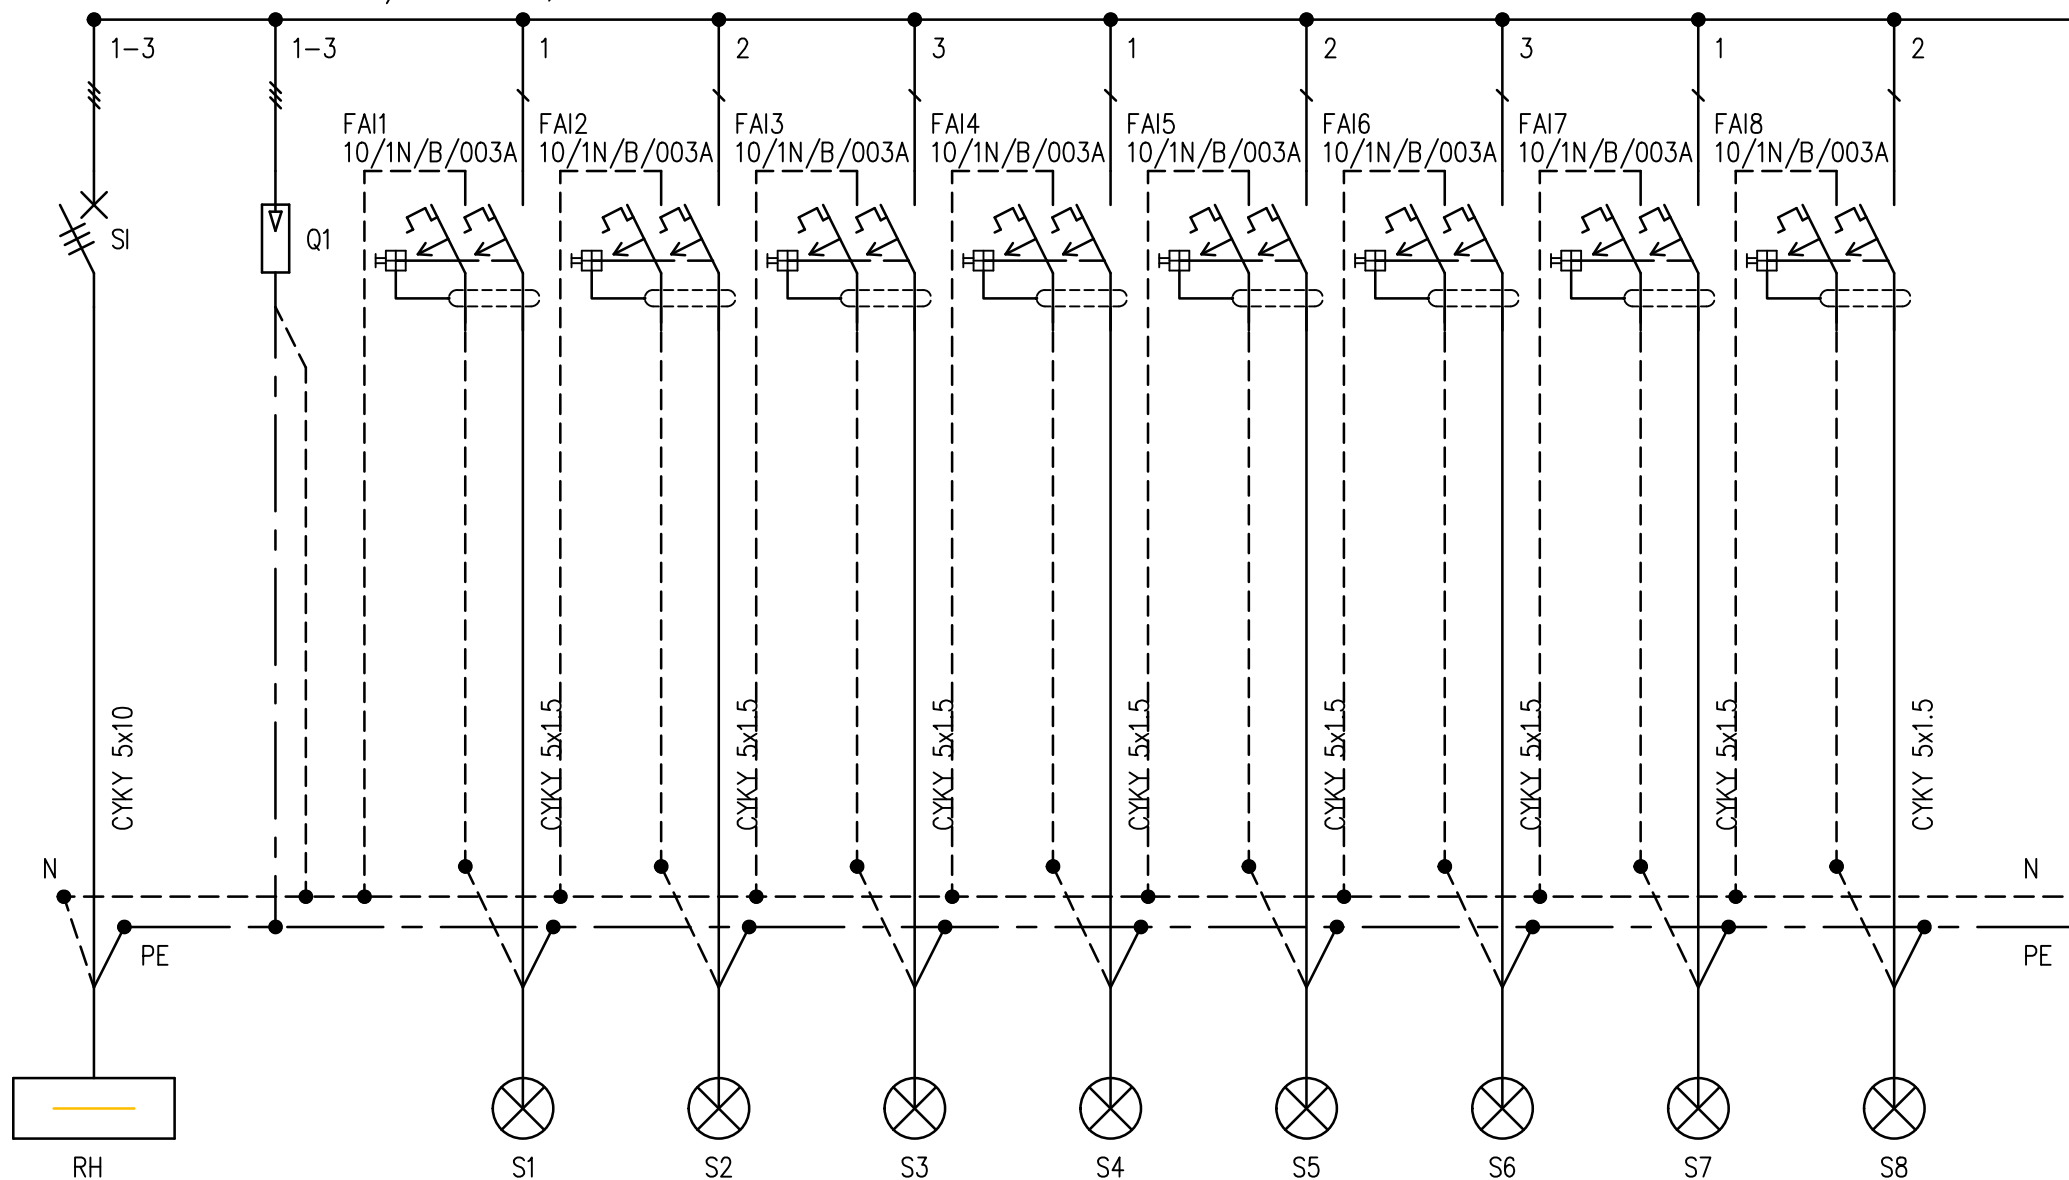 1-3
1-3
1
2
3
1
2
3
1
2
FAI1
10/1N/B/003A
FAI2
10/1N/B/003A
FAI3
10/1N/B/003A
FAI4
10/1N/B/003A
FAI5
10/1N/B/003A
FAI6
10/1N/B/003A
FAI7
10/1N/B/003A
FAI8
10/1N/B/003A
SI
Q1
CYKY 5x10
CYKY 5x1.5
CYKY 5x1.5
CYKY 5x1.5
CYKY 5x1.5
CYKY 5x1.5
CYKY 5x1.5
CYKY 5x1.5
CYKY 5x1.5
N
N
PE
PE
RH
S1
S2
S3
S4
S5
S6
S7
S8